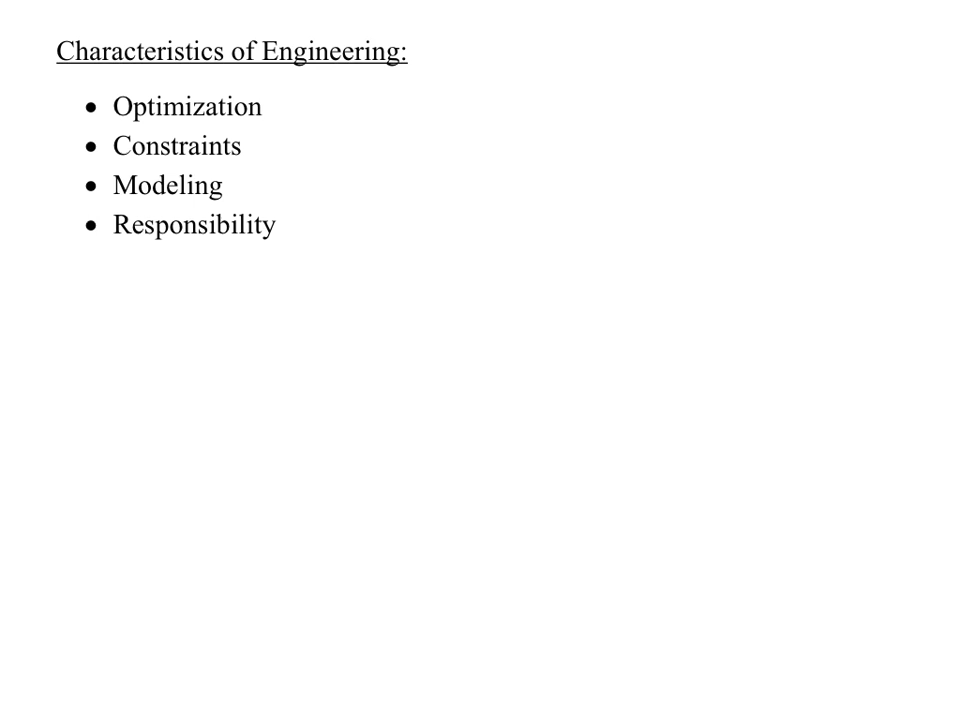 Characteristics of Engineering:
• Optimization
• Constraints
• Modeling
• Responsibility